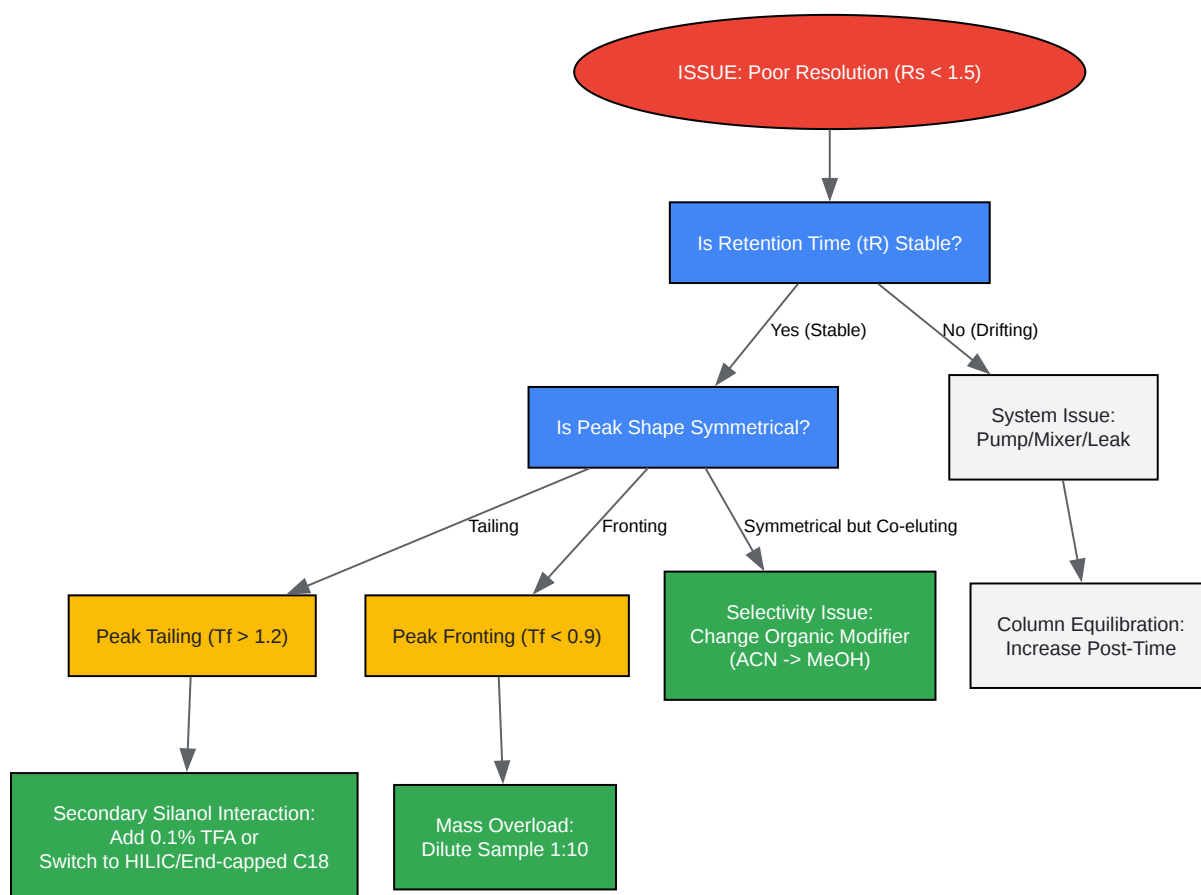 ISSUE: Poor Resolution (Rs < 1.5)
Is Retention Time (tR) Stable?
Yes (Stable)
No (Drifting)
Is Peak Shape Symmetrical?
System Issue:
Pump/Mixer/Leak
Tailing
Fronting
Symmetrical but Co-eluting
Peak Tailing (Tf > 1.2)
Peak Fronting (Tf < 0.9)
Selectivity Issue:
Change Organic Modifier
(ACN -> MeOH)
Column Equilibration:
Increase Post-Time
Secondary Silanol Interaction:
Add 0.1% TFA or
Switch to HILIC/End-capped C18
Mass Overload:
Dilute Sample 1:10